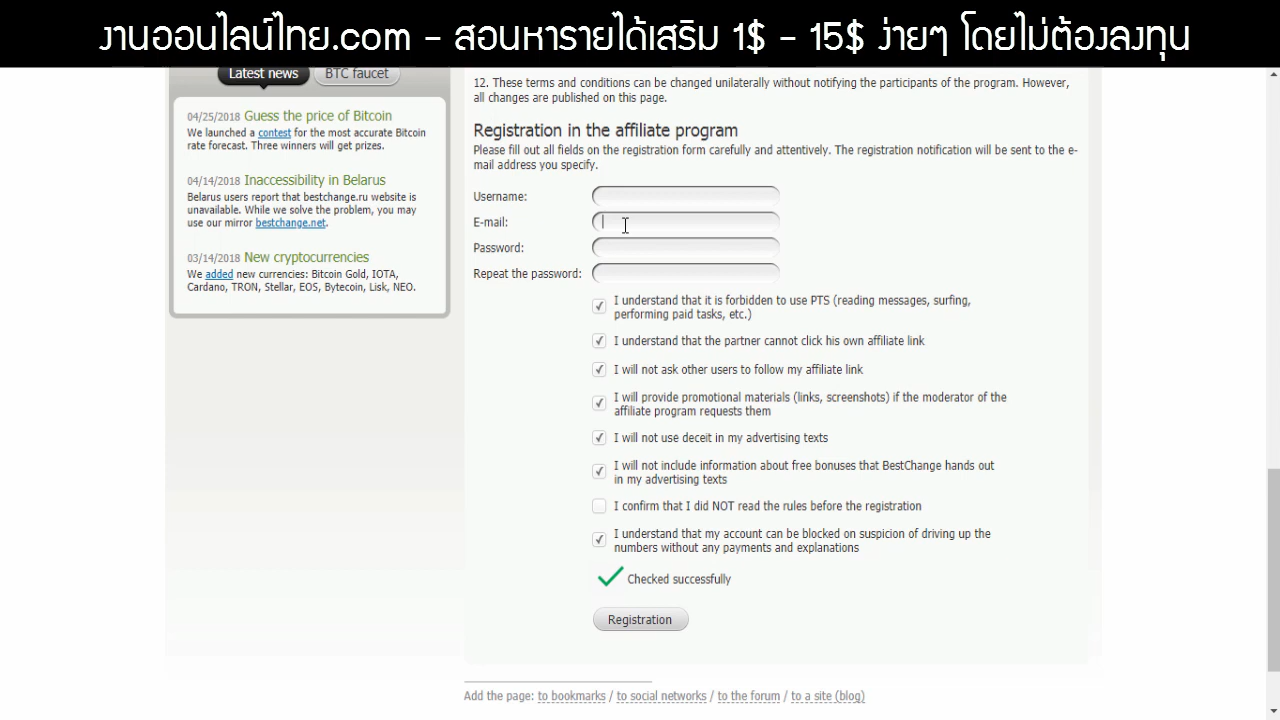 งานออนไลน์ไทย.com - สอนหารายได้เสริม 1$ - 15$ ง่ายๆ โดยไม่ต้องลงทุน
Latest news
BTC faucet
04/25/2018 Guess the price of Bitcoin
We launched a contest for the most accurate Bitcoin
rate forecast. Three winners will get prizes.
04/14/2018 Inaccessibility in Belarus
Belarus users report that bestchange.ru website is
unavailable. While we solve the problem, you may
use our mirror bestchange.net.
03/14/2018 New cryptocurrencies
We added new currencies: Bitcoin Gold, IOTA,
Cardano, TRON, Stellar, EOS, Bytecoin, Lisk, NEO.
12. These terms and conditions can be changed unilaterally without notifying the participants of the program. However,
all changes are published on this page.
Registration in the affiliate program
Please fill out all fields on the registration form carefully and attentively. The registration notification will be sent to the e-
mail address you specify.
Username:
E-mail:
Password:
Repeat the password:
I understand that it is forbidden to use PTS (reading messages, surfing,
performing paid tasks, etc.)
I understand that the partner cannot click his own affiliate link
I will not ask other users to follow my affiliate link
I will provide promotional materials (links, screenshots) if the moderator of the
affiliate program requests them
I will not use deceit in my advertising texts
I will not include information about free bonuses that BestChange hands out
in my advertising texts
I confirm that I did NOT read the rules before the registration
I understand that my account can be blocked on suspicion of driving up the
numbers without any payments and explanations
Checked successfully
Registration
Add the page: to bookmarks / to social networks / to the forum / to a site (blog)